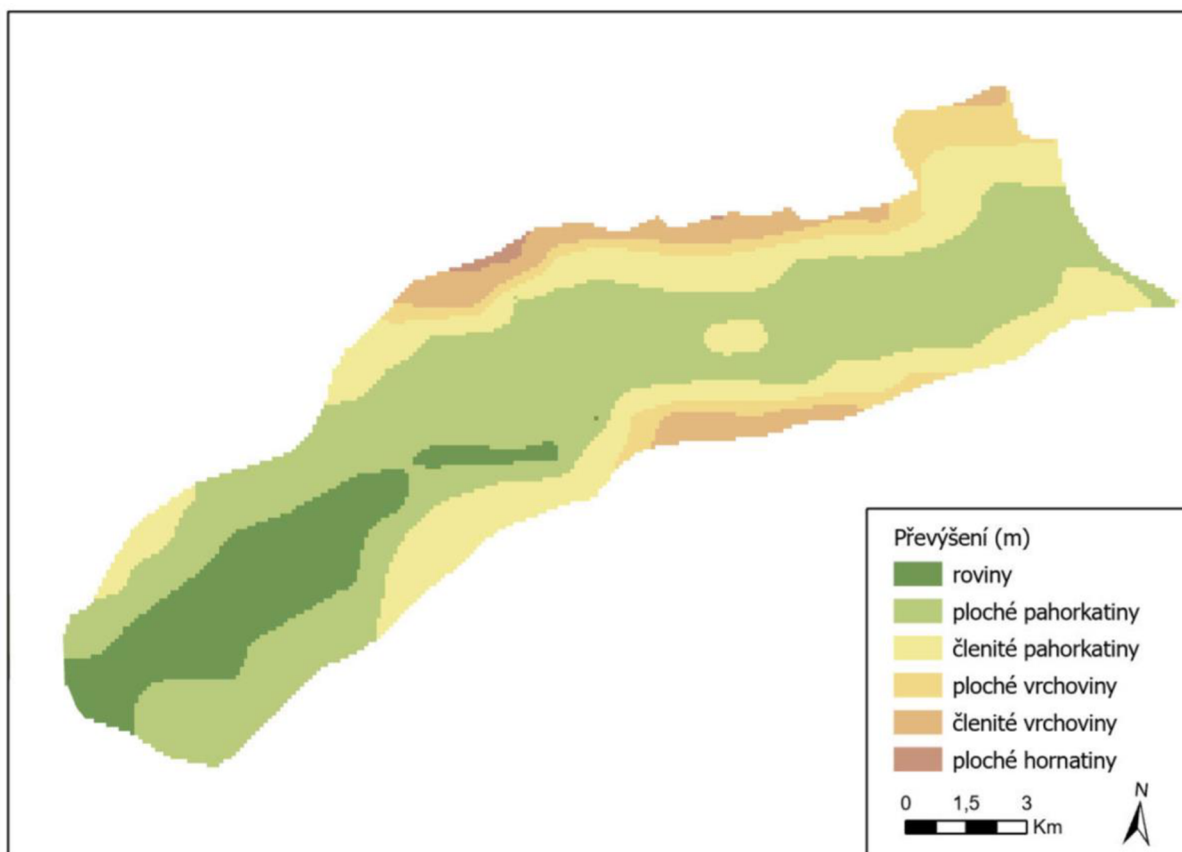 Převýšení (m)
roviny
ploché pahorkatiny
členité pahorkatiny
ploché vrchoviny
členité vrchoviny
ploché hornatiny
0 1,5 3
Km
N